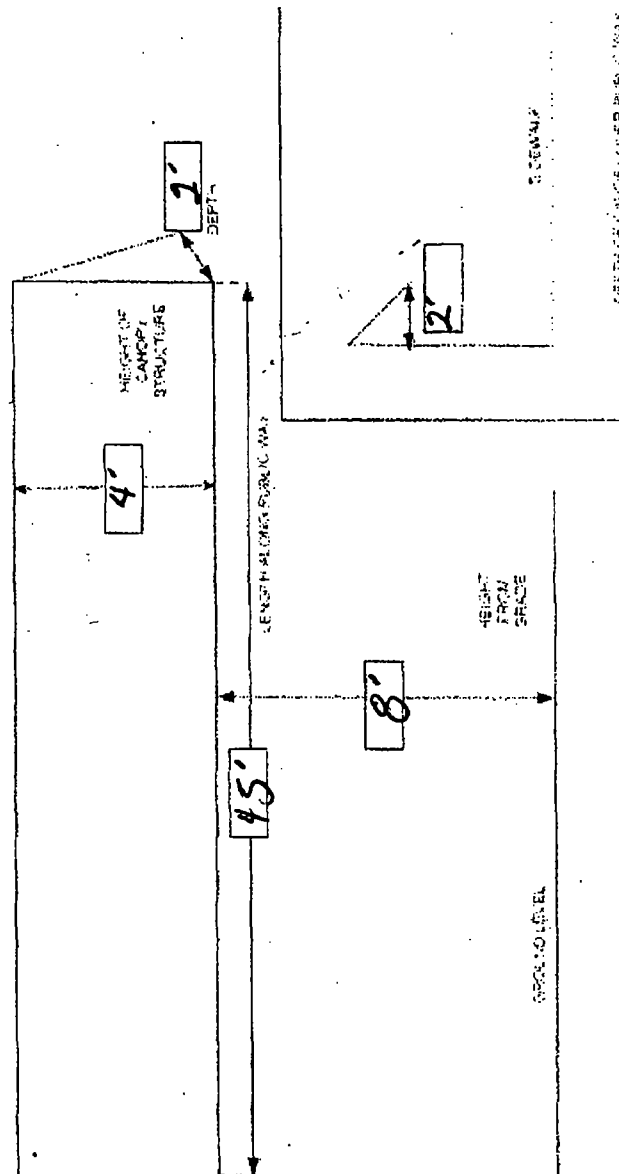 2'
DEPTH
HEIGHT OF
CANOPY
STRUCTURE
4'
LENGTH ALONG PUBLIC WAY
45'
8'
HEIGHT
FROM
GRADE
GROUND LEVEL
2'
SIDEWALK